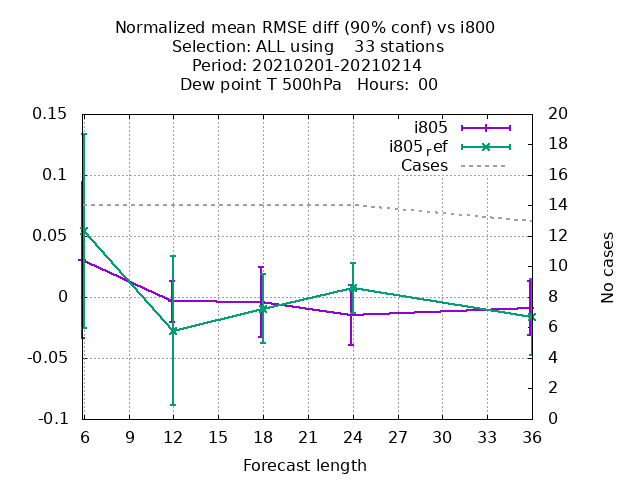 Normalized mean RMSE diff (90% conf) vs i800
Selection: ALL using    33 stations
Period: 20210201-20210214
Dew point T 500hPa   Hours:  00
i805
i805ref
Cases
0.15
0.1
0.05
0
-0.05
-0.1
20
18
16
14
12
10
8
6
4
2
0
No cases
6 9 12 15 18 21 24 27 30 33 36
Forecast length